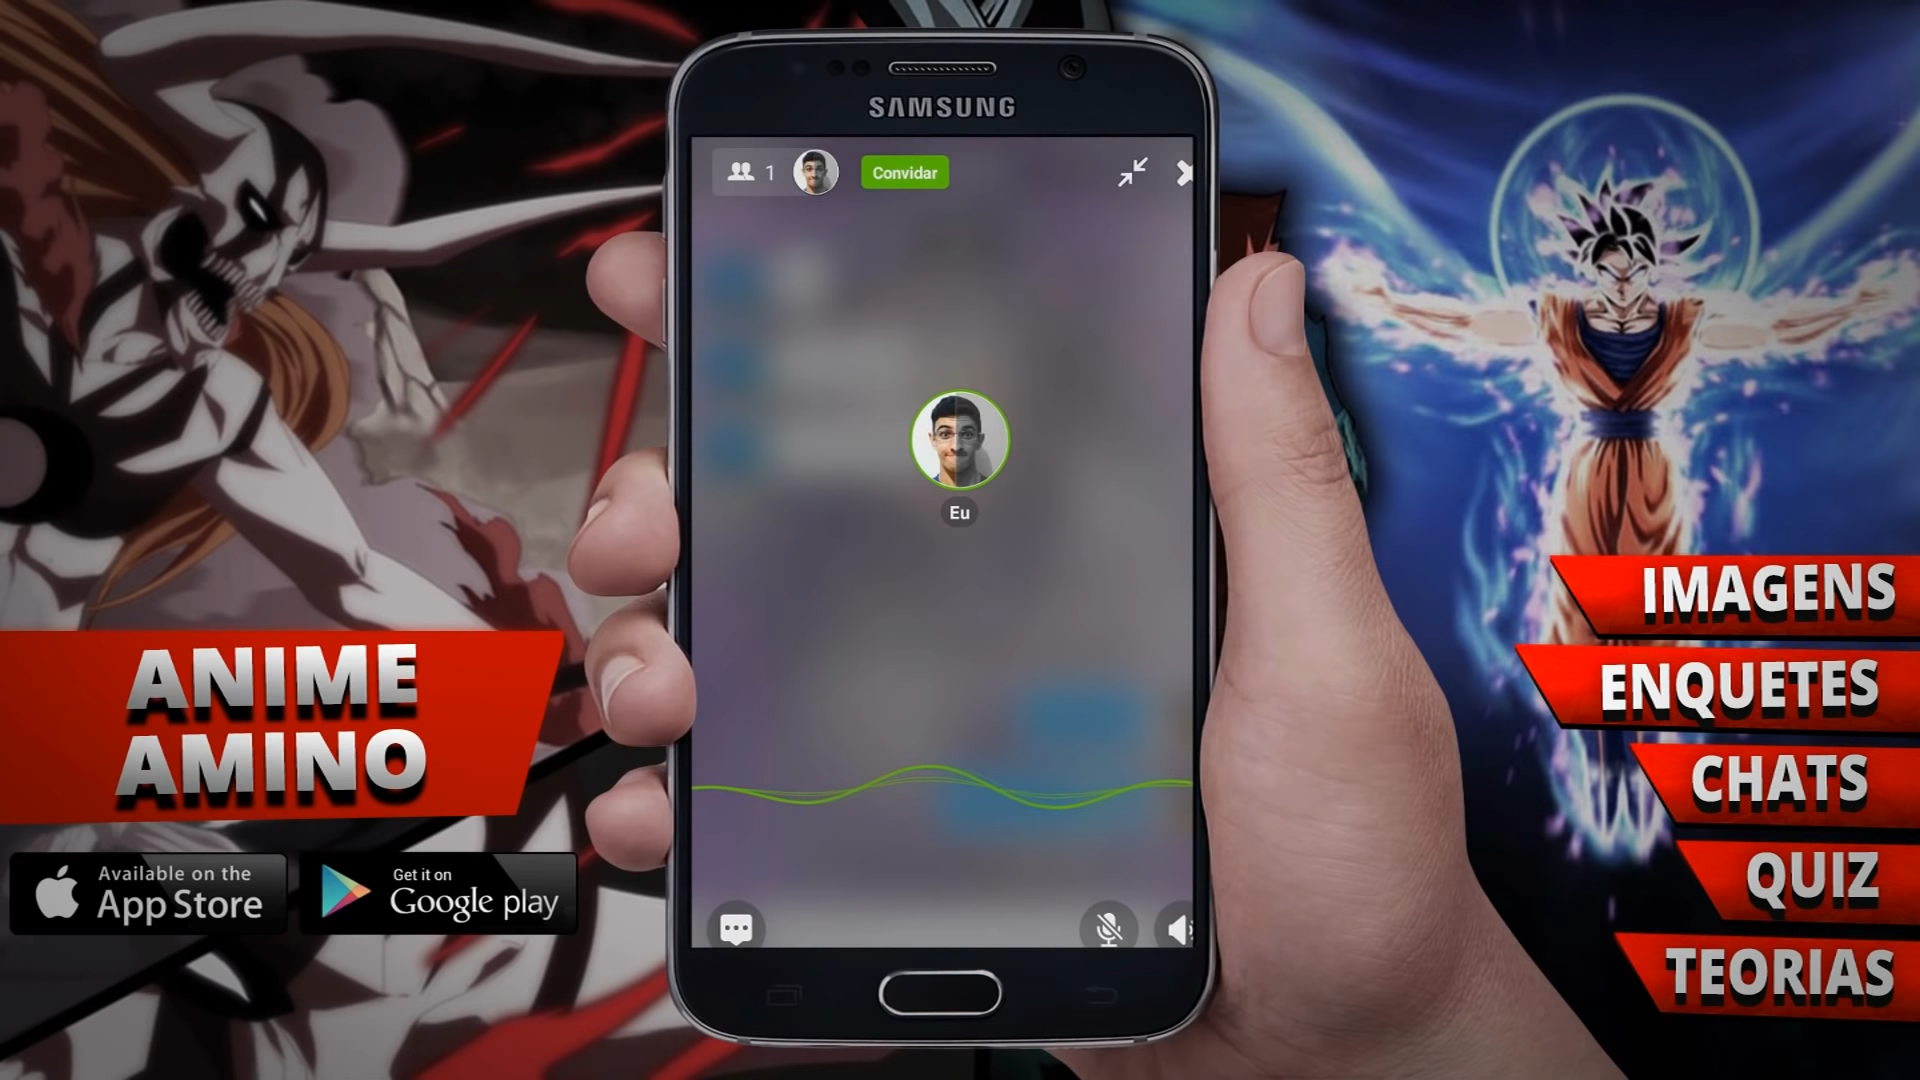 SAMSUNG
1
Convidar
Eu
ANIME
AMINO
Available on the
App Store
Get it on
Google play
IMAGENS
ENQUETES
CHATS
QUIZ
TEORIAS